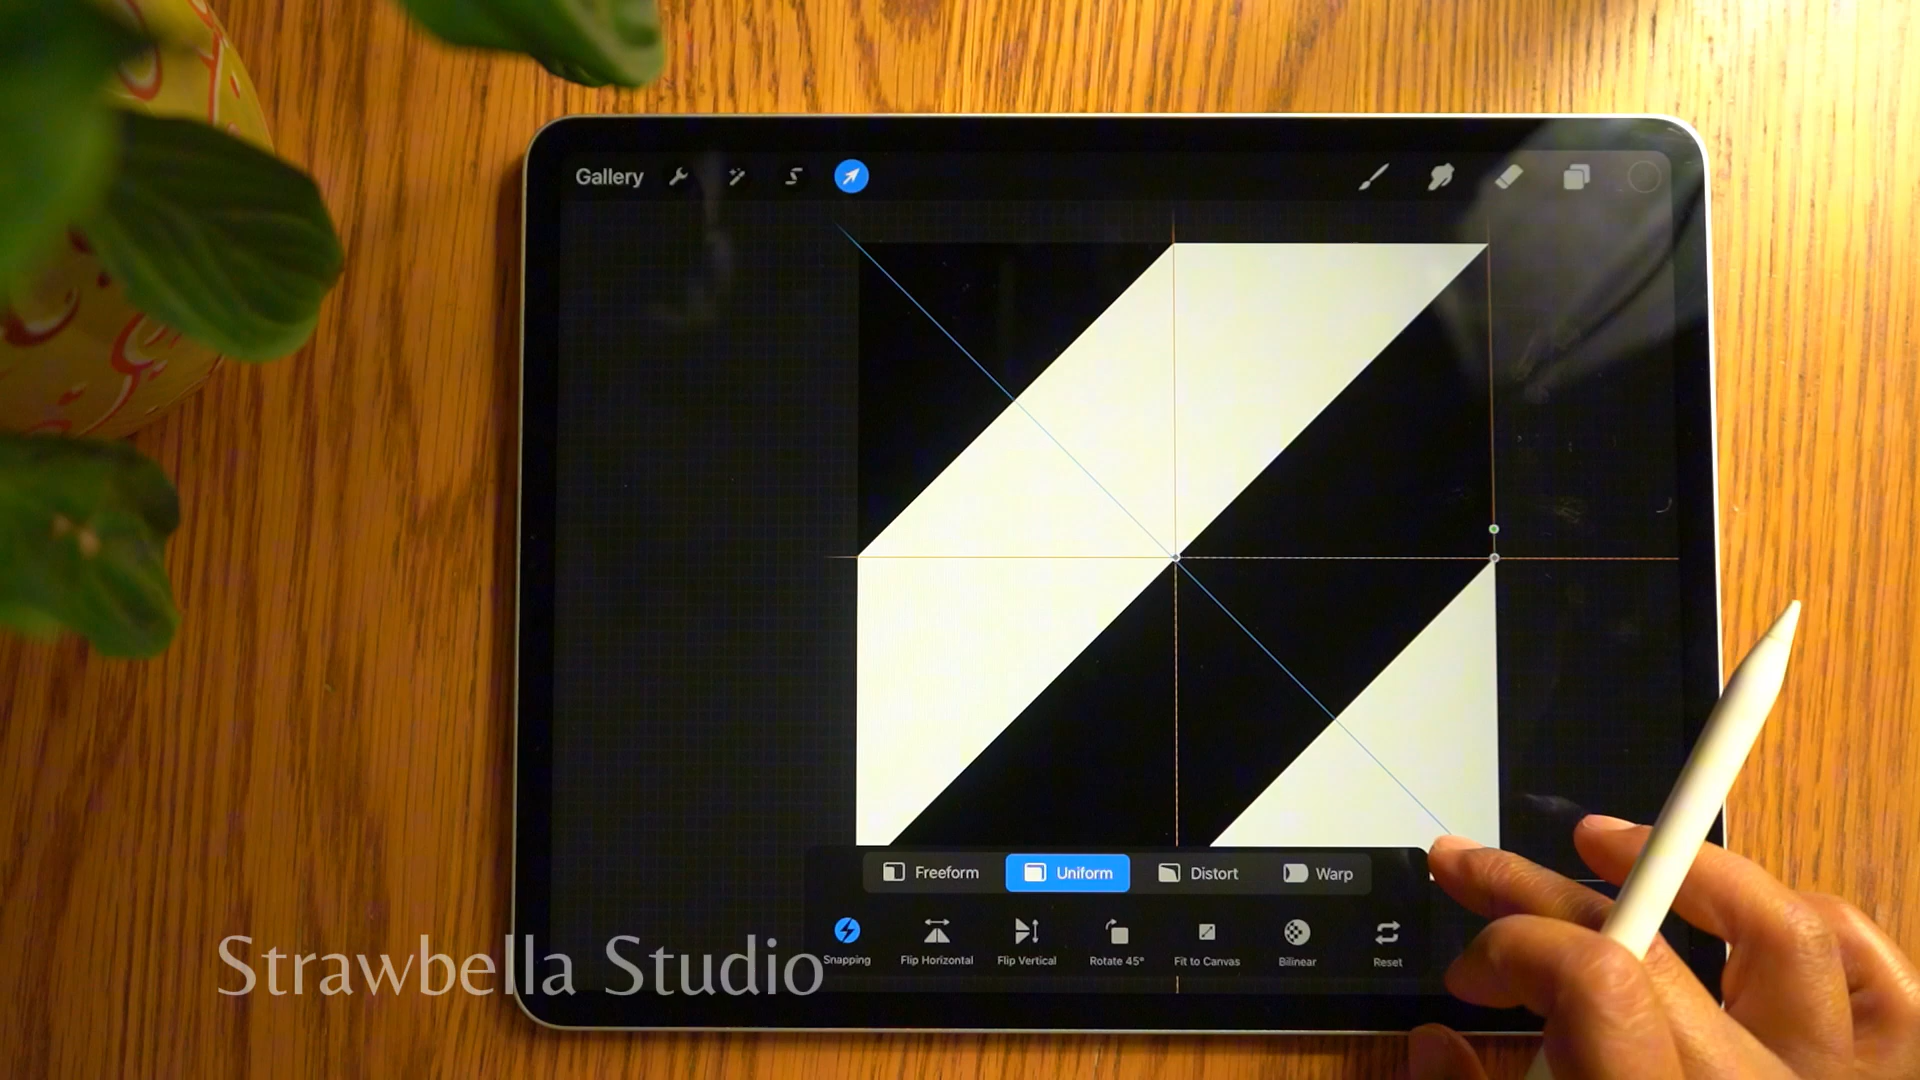 Gallery
Freeform Uniform Distort Warp
Snapping Flip Horizontal Flip Vertical Rotate 45° Fit to Canvas Bilinear Reset
Strawbella Studio